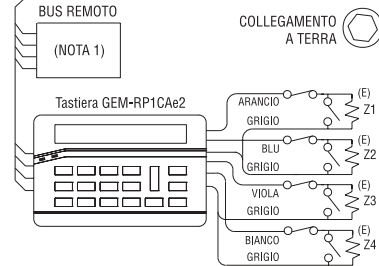 BUS REMOTO
(NOTA 1)
COLLEGAMENTO
A TERRA
Tastiera GEM-RP1CAe2
ARANCIO
(E)
Z1
GRIGIO
BLU
(E)
Z2
GRIGIO
VIOLA
(E)
Z3
GRIGIO
BIANCO
(E)
Z4
GRIGIO